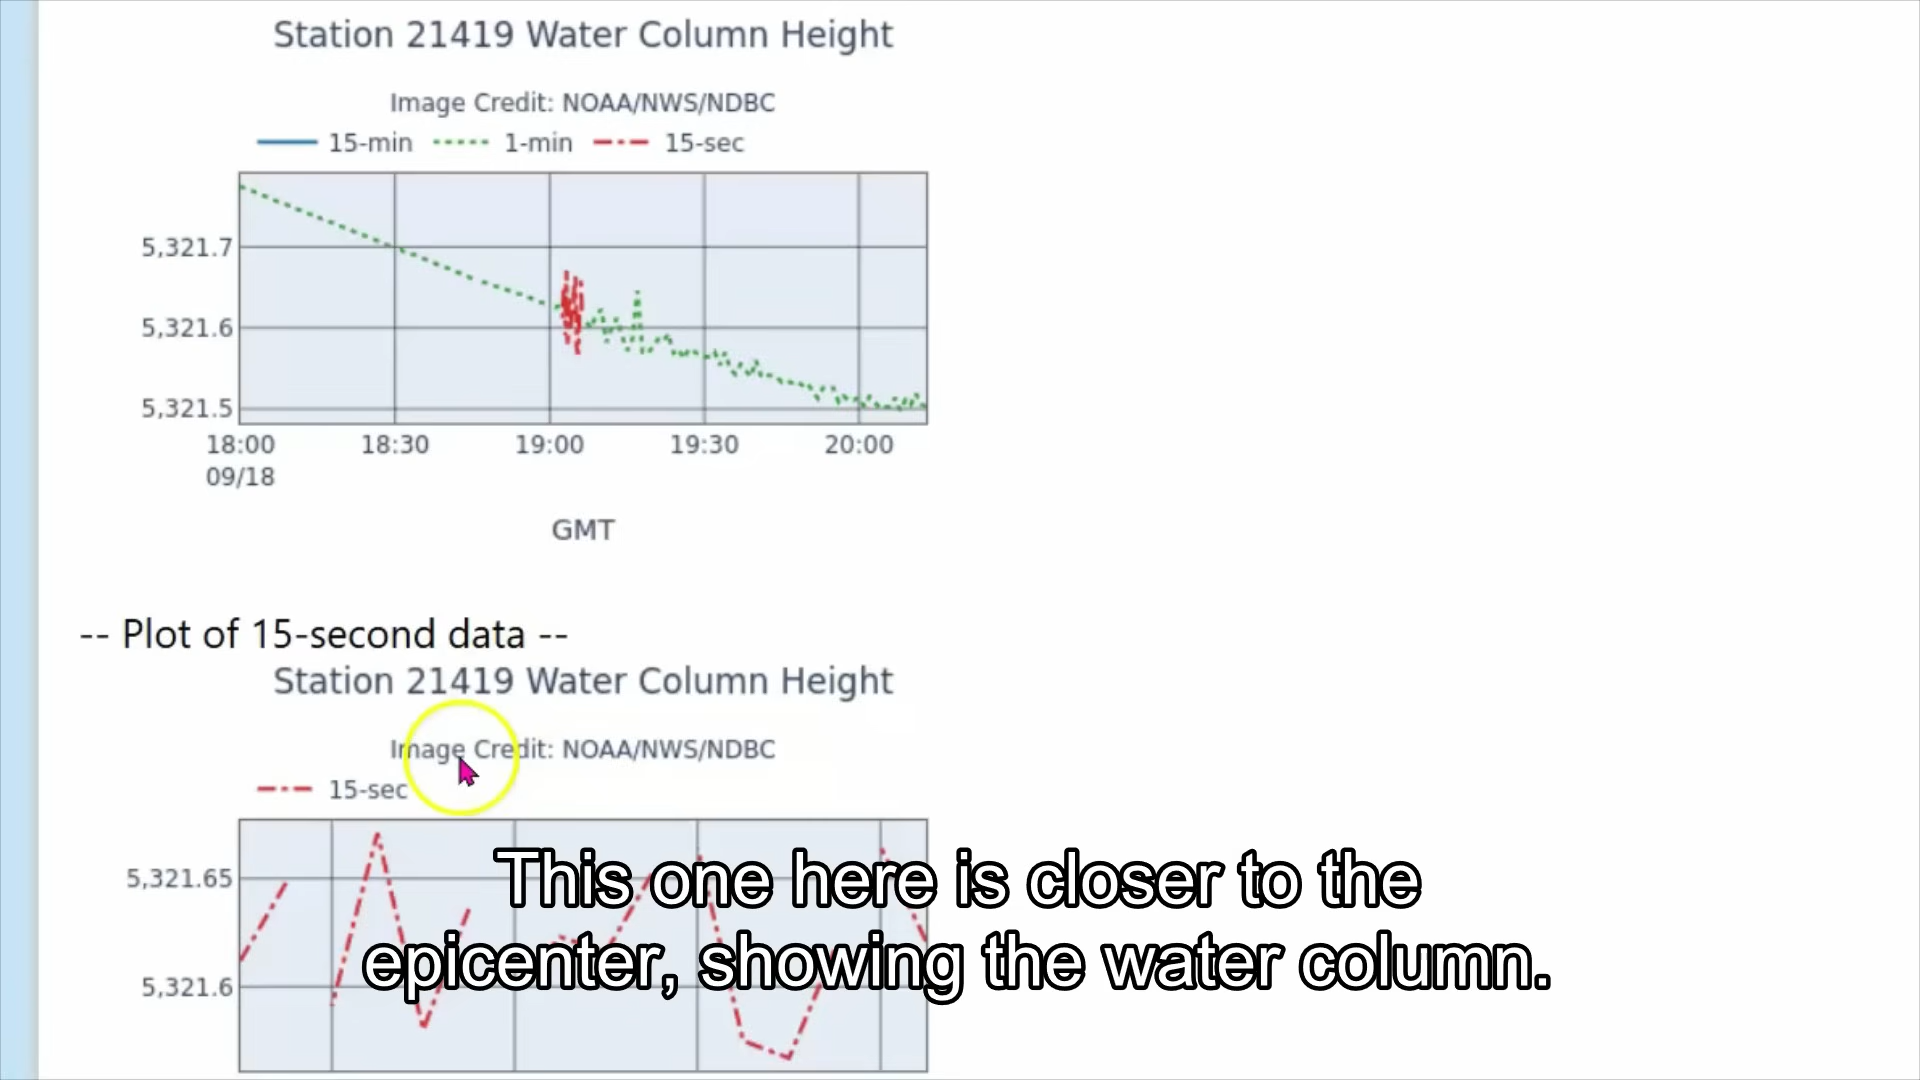 Station 21419 Water Column Height
Image Credit: NOAA/NWS/NDBC
15-min 1-min 15-sec
5,321.7
5,321.6
5,321.5
18:00 18:30 19:00 19:30 20:00
09/18
GMT
-- Plot of 15-second data --
Station 21419 Water Column Height
Image Credit: NOAA/NWS/NDBC
15-sec
5,321.65
5,321.6
This one here is closer to the
epicenter, showing the water column.